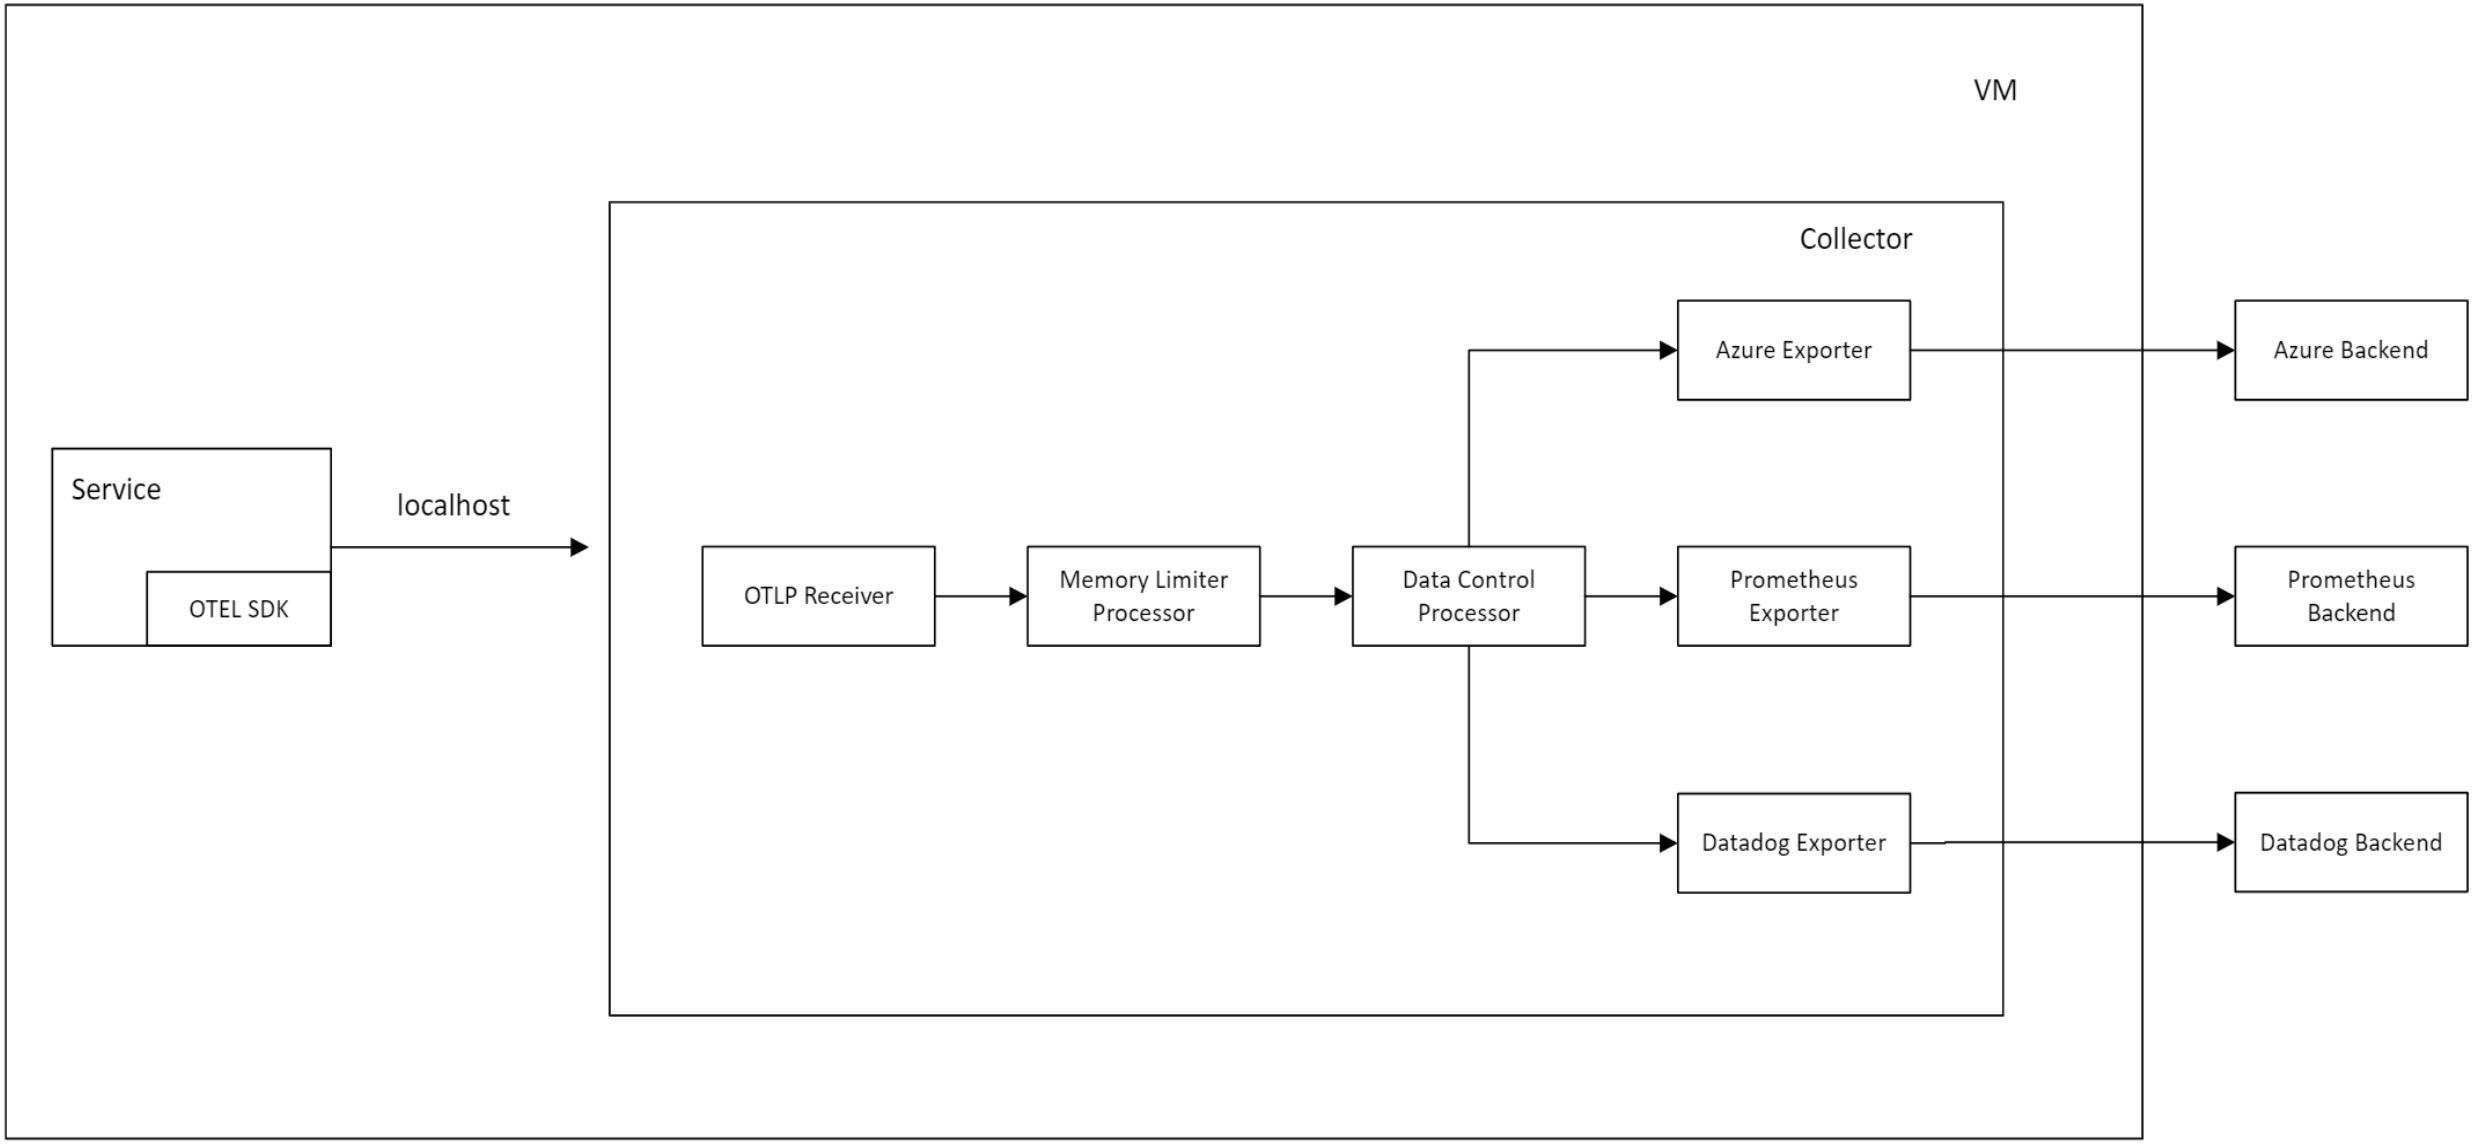 VM
Collector
Azure Exporter
Azure Backend
Service
localhost
OTEL SDK
OTLP Receiver
Memory Limiter
Processor
Data Control
Processor
Prometheus
Exporter
Prometheus
Backend
Datadog Exporter
Datadog Backend